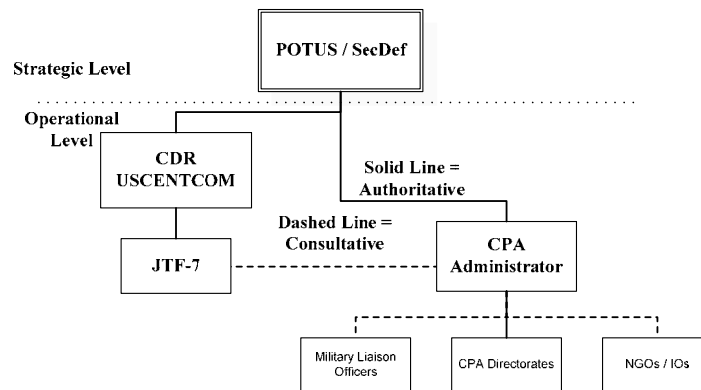 POTUS / SecDef
Strategic Level
Operational
Level
CDR
USCENTCOM
Solid Line =
Authoritative
Dashed Line =
Consultative
JTF-7
CPA
Administrator
Military Liaison
Officers
CPA Directorates
NGOs / IOs